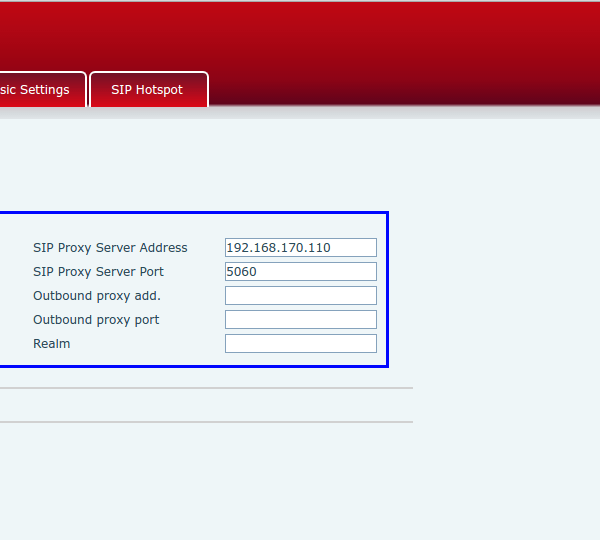 sic Settings SIP Hotspot
SIP Proxy Server Address 192.168.170.110
SIP Proxy Server Port 5060
Outbound proxy add.
Outbound proxy port
Realm